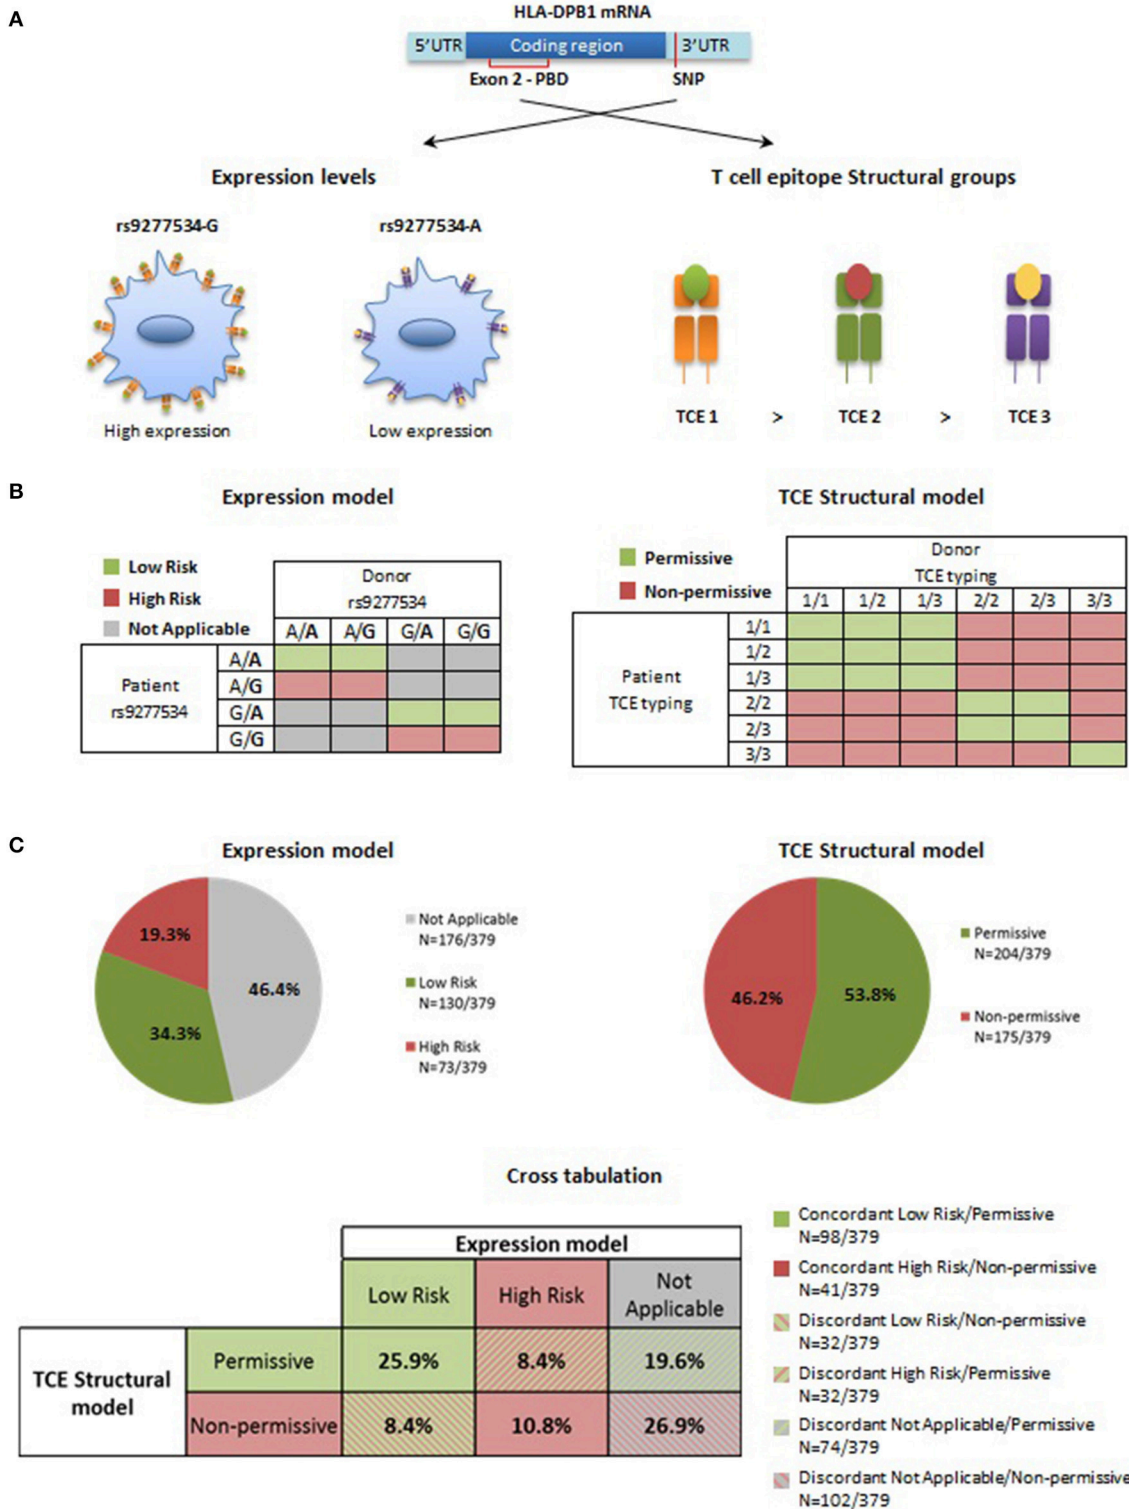 A
HLA-DPB1 mRNA
5'UTR Coding region 3'UTR
Exon 2 - PBD SNP
Expression levels
T cell epitope Structural groups
rs9277534-G
rs9277534-A
High expression
Low expression
TCE 1 > TCE 2 > TCE 3
B
Expression model
Low Risk
High Risk
Not Applicable
Donor
rs9277534
A/A A/G G/A G/G
Patient
rs9277534
A/A
A/G
G/A
G/G
TCE Structural model
Permissive
Non-permissive
Donor
TCE typing
1/1 1/2 1/3 2/2 2/3 3/3
Patient
TCE typing
1/1
1/2
1/3
2/2
2/3
3/3
C
Expression model
19.3%
46.4%
34.3%
Not Applicable
N=176/379
Low Risk
N=130/379
High Risk
N=73/379
TCE Structural model
46.2%
53.8%
Permissive
N=204/379
Non-permissive
N=175/379
Cross tabulation
Expression model
Low Risk High Risk Not Applicable
TCE Structural
model
Permissive 25.9% 8.4% 19.6%
Non-permissive 8.4% 10.8% 26.9%
Concordant Low Risk/Permissive
N=98/379
Concordant High Risk/Non-permissive
N=41/379
Discordant Low Risk/Non-permissive
N=32/379
Discordant High Risk/Permissive
N=32/379
Discordant Not Applicable/Permissive
N=74/379
Discordant Not Applicable/Non-permissive
N=102/379